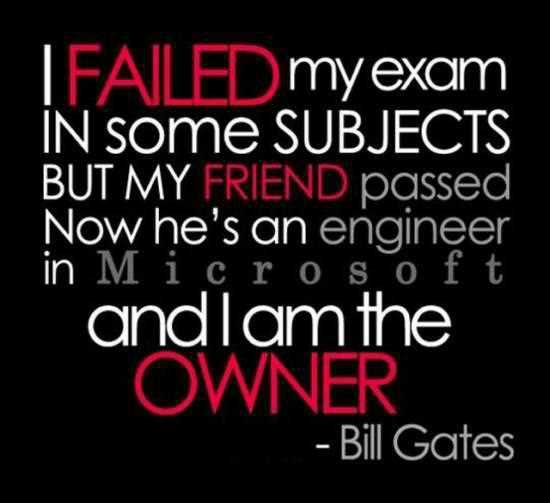 I FAILED my exam
IN some SUBJECTS
BUT MY FRIEND passed
Now he's an engineer
in Microsoft
and I am the
OWNER
- Bill Gates